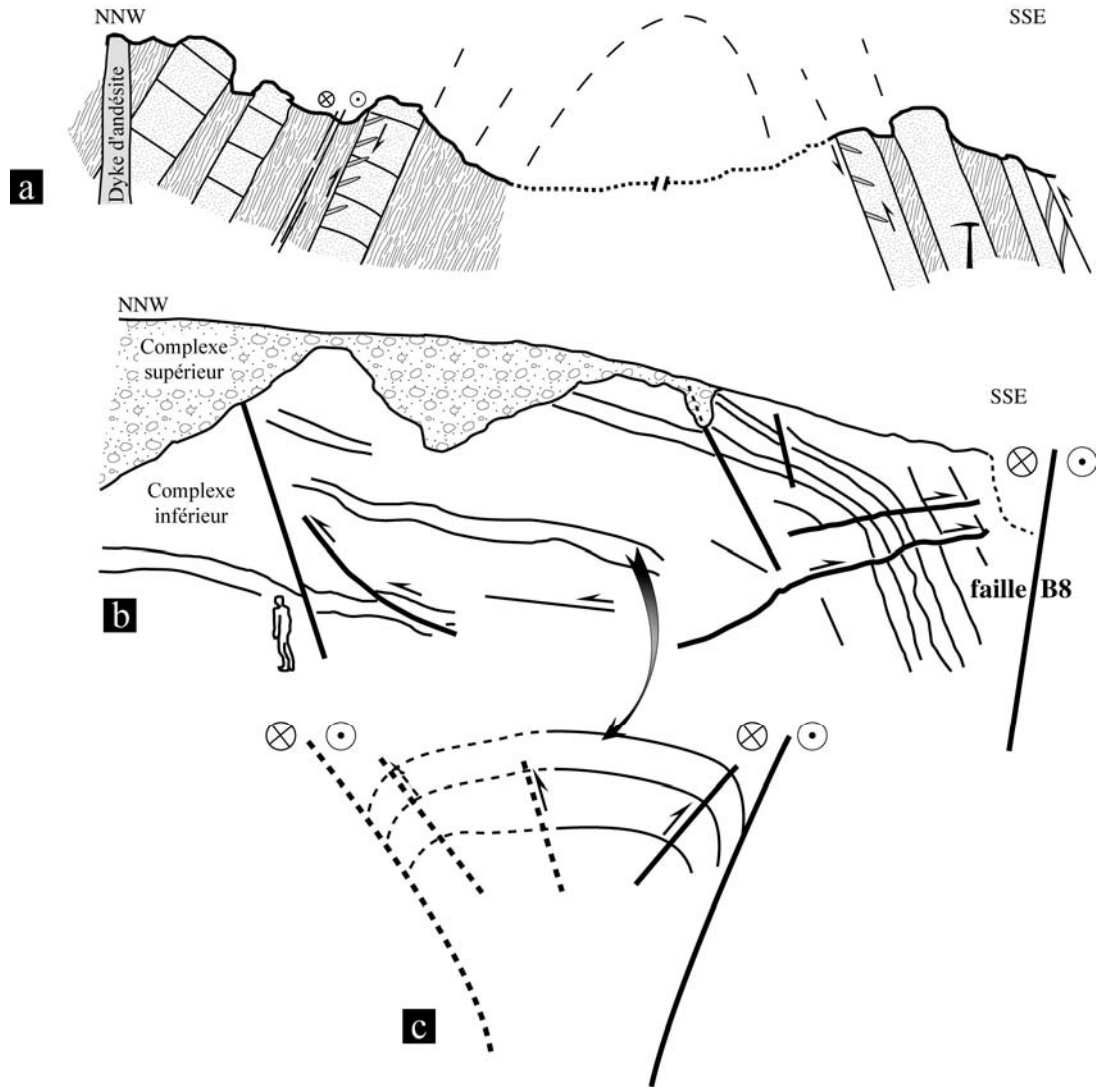 NNW
SSE
Dyke d'andésite
a
NNW
Complexe
supérieur
SSE
Complexe
inférieur
faille B8
b
c